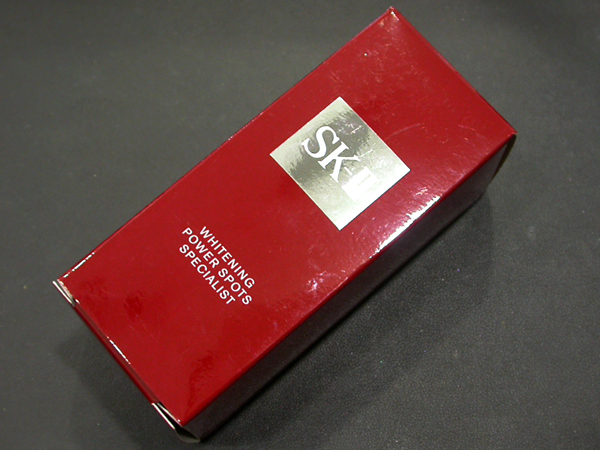 SK-II
WHITENING
POWER SPOTS
SPECIALIST